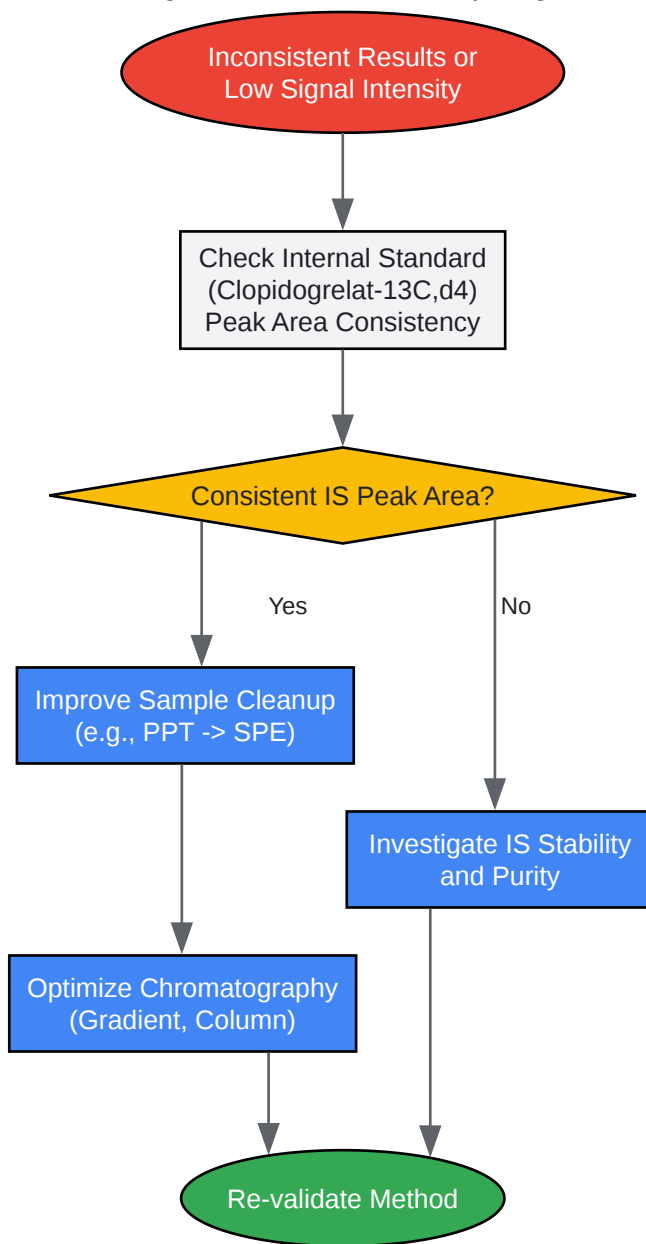 Inconsistent Results or
Low Signal Intensity
Check Internal Standard
(Clopidogrelat-13C,d4)
Peak Area Consistency
Consistent IS Peak Area?
Yes
No
Improve Sample Cleanup
(e.g., PPT -> SPE)
Investigate IS Stability
and Purity
Optimize Chromatography
(Gradient, Column)
Re-validate Method